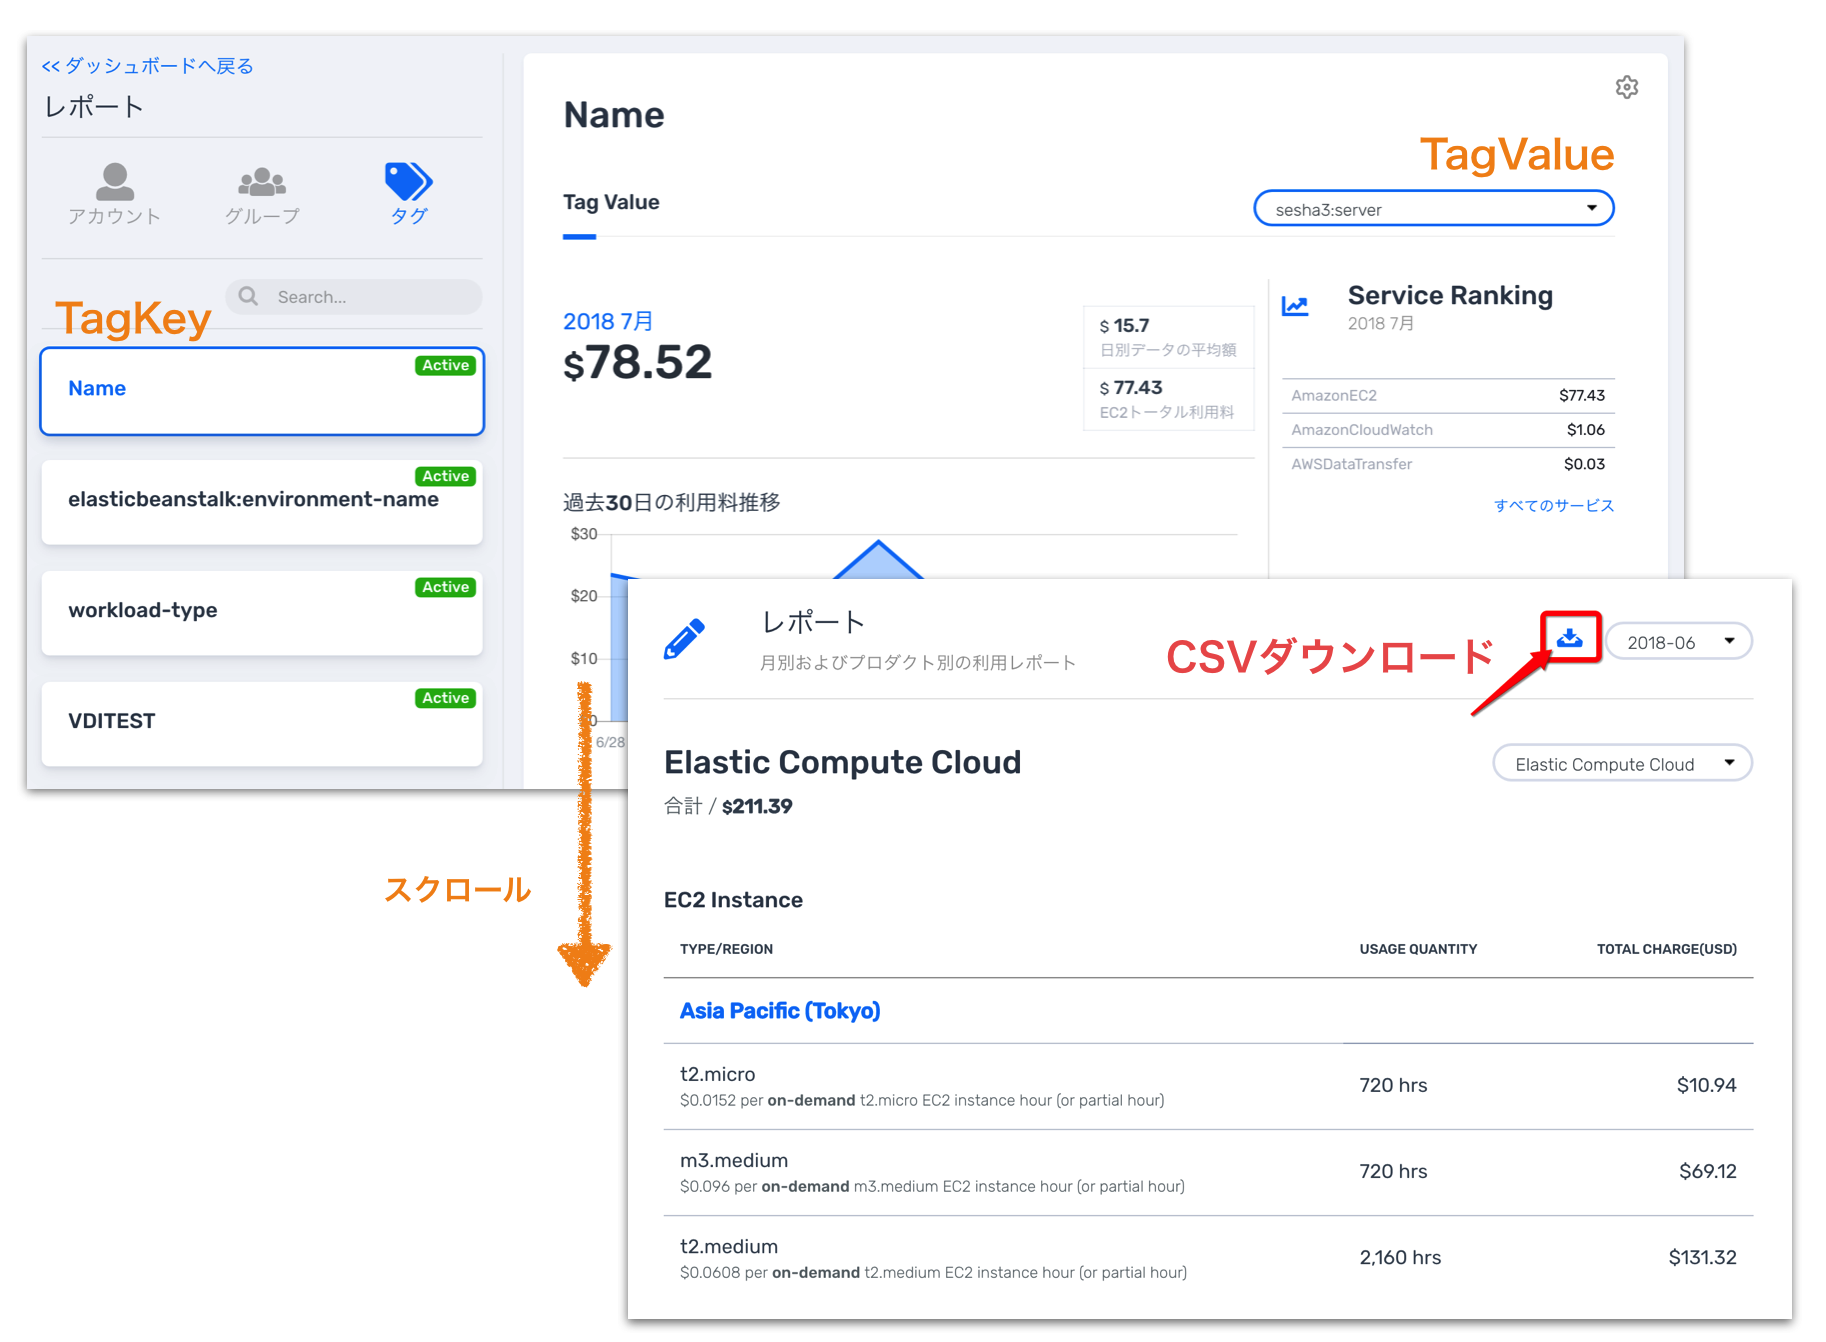 << ダッシュボードへ戻る
レポート
アカウント
グループ
タグ
Search...
TagKey
Active
Name
Active
elasticbeanstalk:environment-name
Active
workload-type
Active
VDITEST
Name
TagValue
Tag Value
sesha3:server
2018 7月
$78.52
$ 15.7
日別データの平均額
$ 77.43
EC2トータル利用料
Service Ranking
2018 7月
AmazonEC2 $77.43
AmazonCloudWatch $1.06
AWSDataTransfer $0.03
すべてのサービス
過去30日の利用料推移
$30
$20
$10
0
6/28
スクロール
レポート
月別およびプロダクト別の利用レポート
CSVダウンロード
2018-06
Elastic Compute Cloud
Elastic Compute Cloud
合計 / $211.39
EC2 Instance
TYPE/REGION USAGE QUANTITY TOTAL CHARGE(USD)
Asia Pacific (Tokyo)
t2.micro
$0.0152 per on-demand t2.micro EC2 instance hour (or partial hour)
720 hrs $10.94
m3.medium
$0.096 per on-demand m3.medium EC2 instance hour (or partial hour)
720 hrs $69.12
t2.medium
$0.0608 per on-demand t2.medium EC2 instance hour (or partial hour)
2,160 hrs $131.32